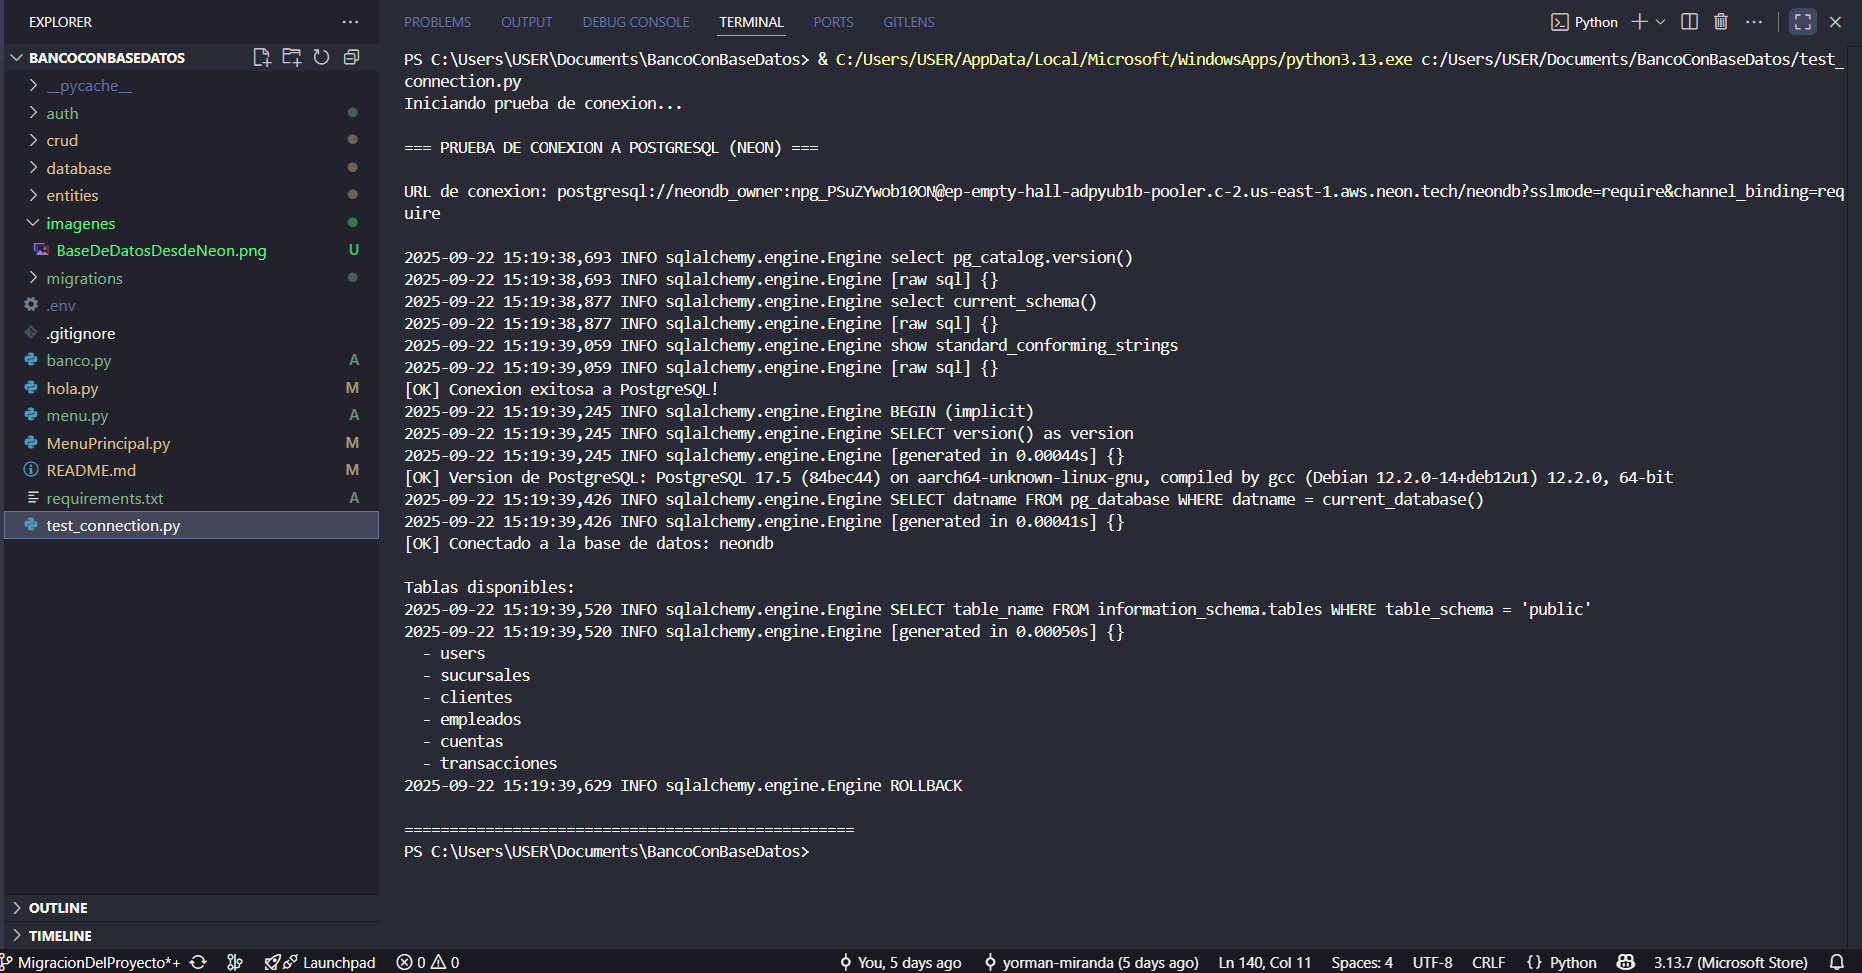 EXPLORER
BANCOCONBASEDATOS
__pycache__
auth
crud
database
entities
imagenes
BaseDeDatosDesdeNeon.png U
migrations
.env
.gitignore
banco.py A
hola.py M
menu.py A
MenuPrincipal.py M
README.md M
requirements.txt A
test_connection.py
OUTLINE
TIMELINE
PROBLEMS OUTPUT DEBUG CONSOLE TERMINAL PORTS GITLENS
Python
PS C:\Users\USER\Documents\BancoConBaseDatos> & C:/Users/USER/AppData/Local/Microsoft/WindowsApps/python3.13.exe c:/Users/USER/Documents/BancoConBaseDatos/test_
connection.py
Iniciando prueba de conexion...
=== PRUEBA DE CONEXION A POSTGRESQL (NEON) ===
URL de conexion: postgresql://neondb_owner:npg_PSuZYWob10ON@ep-empty-hall-adpyub1b-pooler.c-2.us-east-1.aws.neon.tech/neondb?sslmode=require&channel_binding=req
uire
2025-09-22 15:19:38,693 INFO sqlalchemy.engine.Engine select pg_catalog.version()
2025-09-22 15:19:38,693 INFO sqlalchemy.engine.Engine [raw sql] {}
2025-09-22 15:19:38,877 INFO sqlalchemy.engine.Engine select current_schema()
2025-09-22 15:19:38,877 INFO sqlalchemy.engine.Engine [raw sql] {}
2025-09-22 15:19:39,059 INFO sqlalchemy.engine.Engine show standard_conforming_strings
2025-09-22 15:19:39,059 INFO sqlalchemy.engine.Engine [raw sql] {}
[OK] Conexion exitosa a PostgreSQL!
2025-09-22 15:19:39,245 INFO sqlalchemy.engine.Engine BEGIN (implicit)
2025-09-22 15:19:39,245 INFO sqlalchemy.engine.Engine SELECT version() as version
2025-09-22 15:19:39,245 INFO sqlalchemy.engine.Engine [generated in 0.00044s] {}
[OK] Version de PostgreSQL: PostgreSQL 17.5 (84bec44) on aarch64-unknown-linux-gnu, compiled by gcc (Debian 12.2.0-14+deb12u1) 12.2.0, 64-bit
2025-09-22 15:19:39,426 INFO sqlalchemy.engine.Engine SELECT datname FROM pg_database WHERE datname = current_database()
2025-09-22 15:19:39,426 INFO sqlalchemy.engine.Engine [generated in 0.00041s] {}
[OK] Conectado a la base de datos: neondb
Tablas disponibles:
2025-09-22 15:19:39,520 INFO sqlalchemy.engine.Engine SELECT table_name FROM information_schema.tables WHERE table_schema = 'public'
2025-09-22 15:19:39,520 INFO sqlalchemy.engine.Engine [generated in 0.00050s] {}
- users
- sucursales
- clientes
- empleados
- cuentas
- transacciones
2025-09-22 15:19:39,629 INFO sqlalchemy.engine.Engine ROLLBACK
==================================================
PS C:\Users\USER\Documents\BancoConBaseDatos>
MigracionDelProyecto*+ Launchpad 0 0 You, 5 days ago yorman-miranda (5 days ago) Ln 140, Col 11 Spaces: 4 UTF-8 CRLF {} Python 3.13.7 (Microsoft Store)